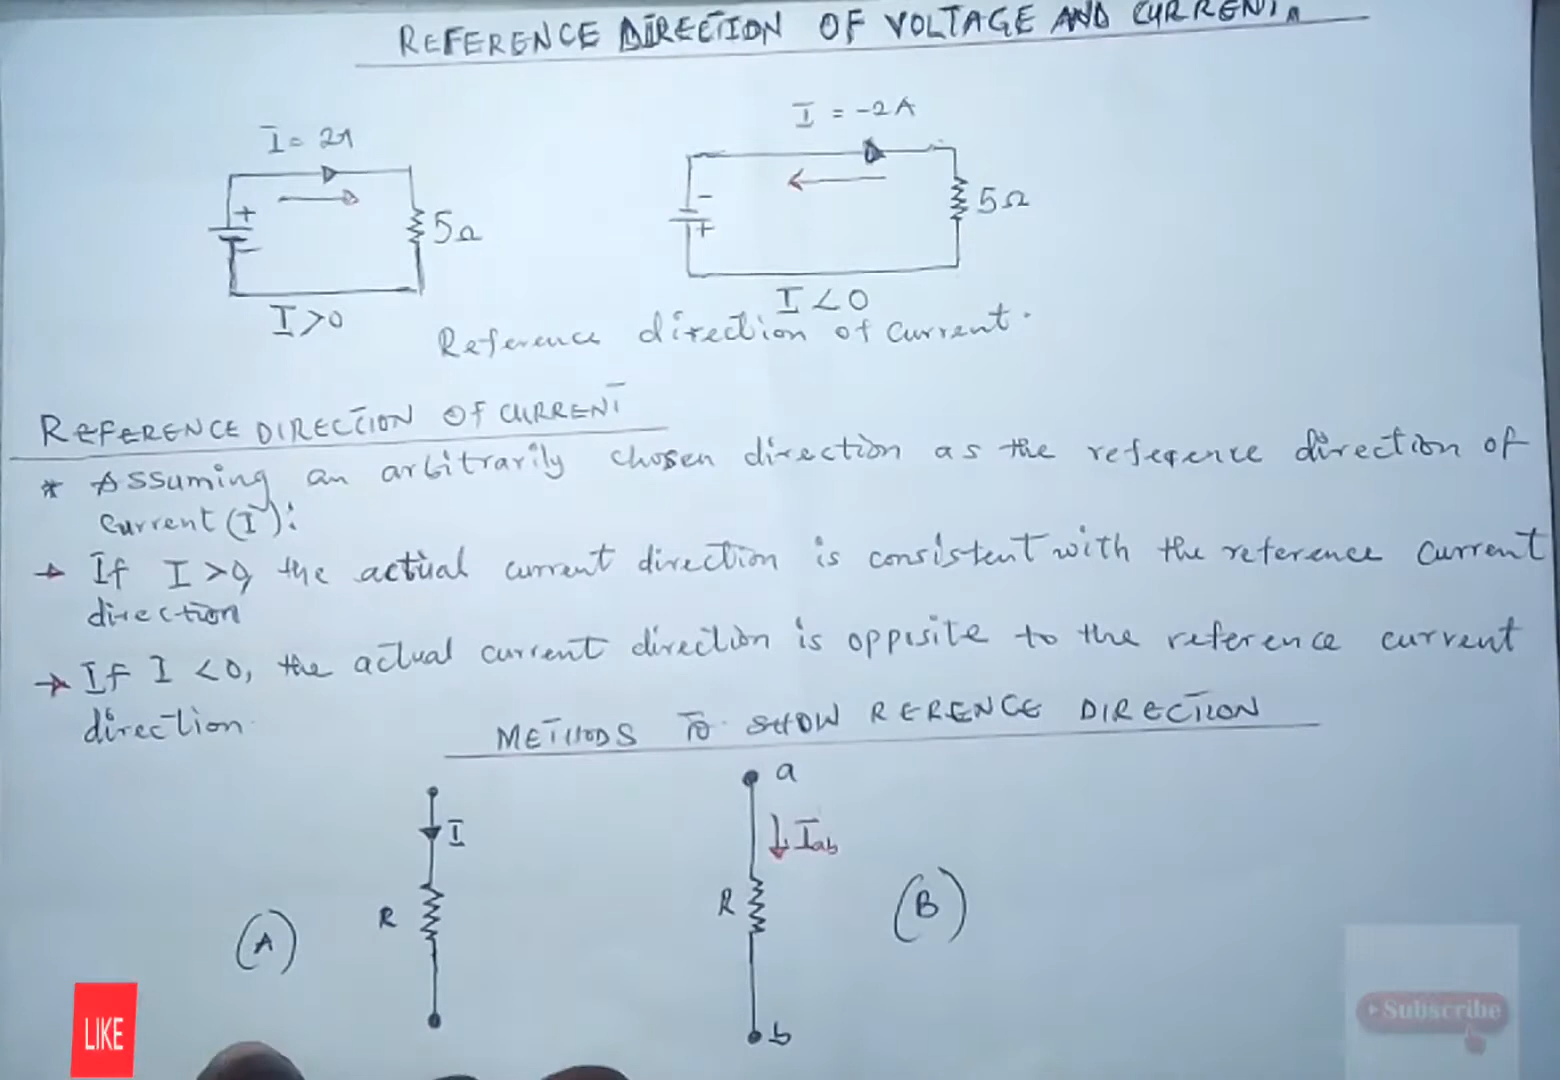 REFERENCE DIRECTION OF VOLTAGE AND CURRENT
I = 2A
I = -2A
+
5Ω
-
+
5Ω
I>0
I<0
Reference direction of current.
REFERENCE DIRECTION OF CURRENT
* Assuming an arbitrarily chosen direction as the reference direction of
current (I):
→ If I >0, the actual current direction is consistent with the reference current
direction
→ If I <0, the actual current direction is opposite to the reference current
direction.
METHODS TO SHOW RERENCE DIRECTION
a
I
Iab
R
R
(A)
(B)
b
LIKE
Subscribe